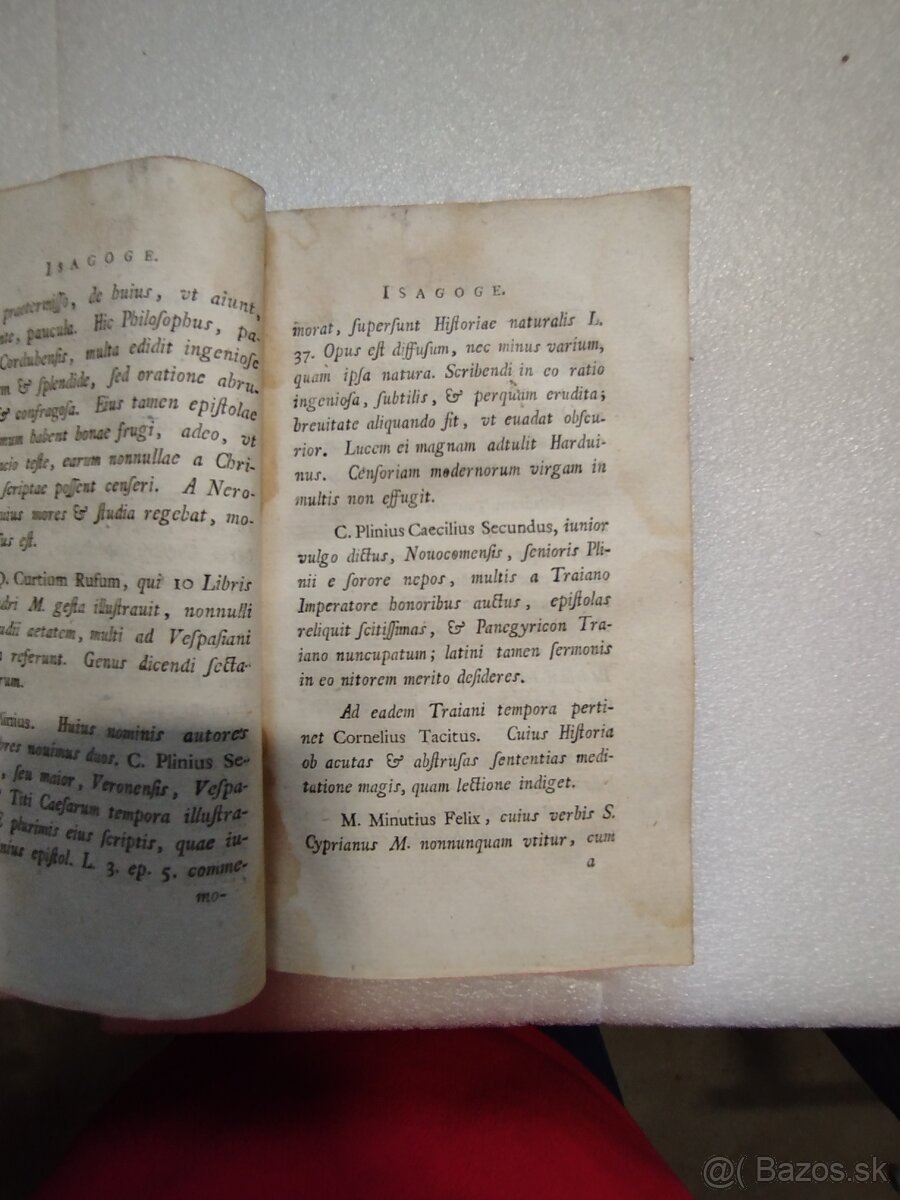 ISAGOGE.
praetermiſſo, de huius, vt aiunt,
paucula. Hic Philoſophus, pa-
Cordubenſis, multa edidit ingenioſe
& ſplendide, ſed oratione abru-
& confragoſa. Eius tamen epiſtolae
habent bonae frugi, adeo, vt
teſte, earum nonnullae a Chri-
ſcriptae poſſent cenſeri. A Nero-
mores & ſtudia regebat, mo-
eſt.
Curtium Rufum, qui 10 Libris
M. geſta illuſtrauit, nonnulli
aetatem, multi ad Veſpaſiani
referunt. Genus dicendi ſecta-
Huius nominis autores
nouimus duos. C. Plinius Se-
ſeu maior, Veronenſis, Veſpa-
Titi Caeſarum tempora illuſtra-
plurimis eius ſcriptis, quae iu-
epiſtol. L. 3. ep. 5. comme-
mo-
ISAGOGE.
morat, ſuperſunt Hiſtoriae naturalis L.
37. Opus eſt diffuſum, nec minus varium,
quam ipſa natura. Scribendi in eo ratio
ingenioſa, ſubtilis, & perquam erudita;
breuitate aliquando fit, vt euadat obſcu-
rior. Lucem ei magnam adtulit Hardui-
nus. Cenſoriam modernorum virgam in
multis non effugit.
C. Plinius Caecilius Secundus, iunior
vulgo dictus, Nouocomenſis, ſenioris Pli-
nii e ſorore nepos, multis a Traiano
Imperatore honoribus auctus, epiſtolas
reliquit ſcitiſſimas, & Panegyricon Tra-
iano nuncupatum; latini tamen ſermonis
in eo nitorem merito deſideres.
Ad eadem Traiani tempora perti-
net Cornelius Tacitus. Cuius Hiſtoria
ob acutas & abſtruſas ſententias medi-
tatione magis, quam lectione indiget.
M. Minutius Felix, cuius verbis S.
Cyprianus M. nonnunquam vtitur, cum
a
@( Bazos.sk